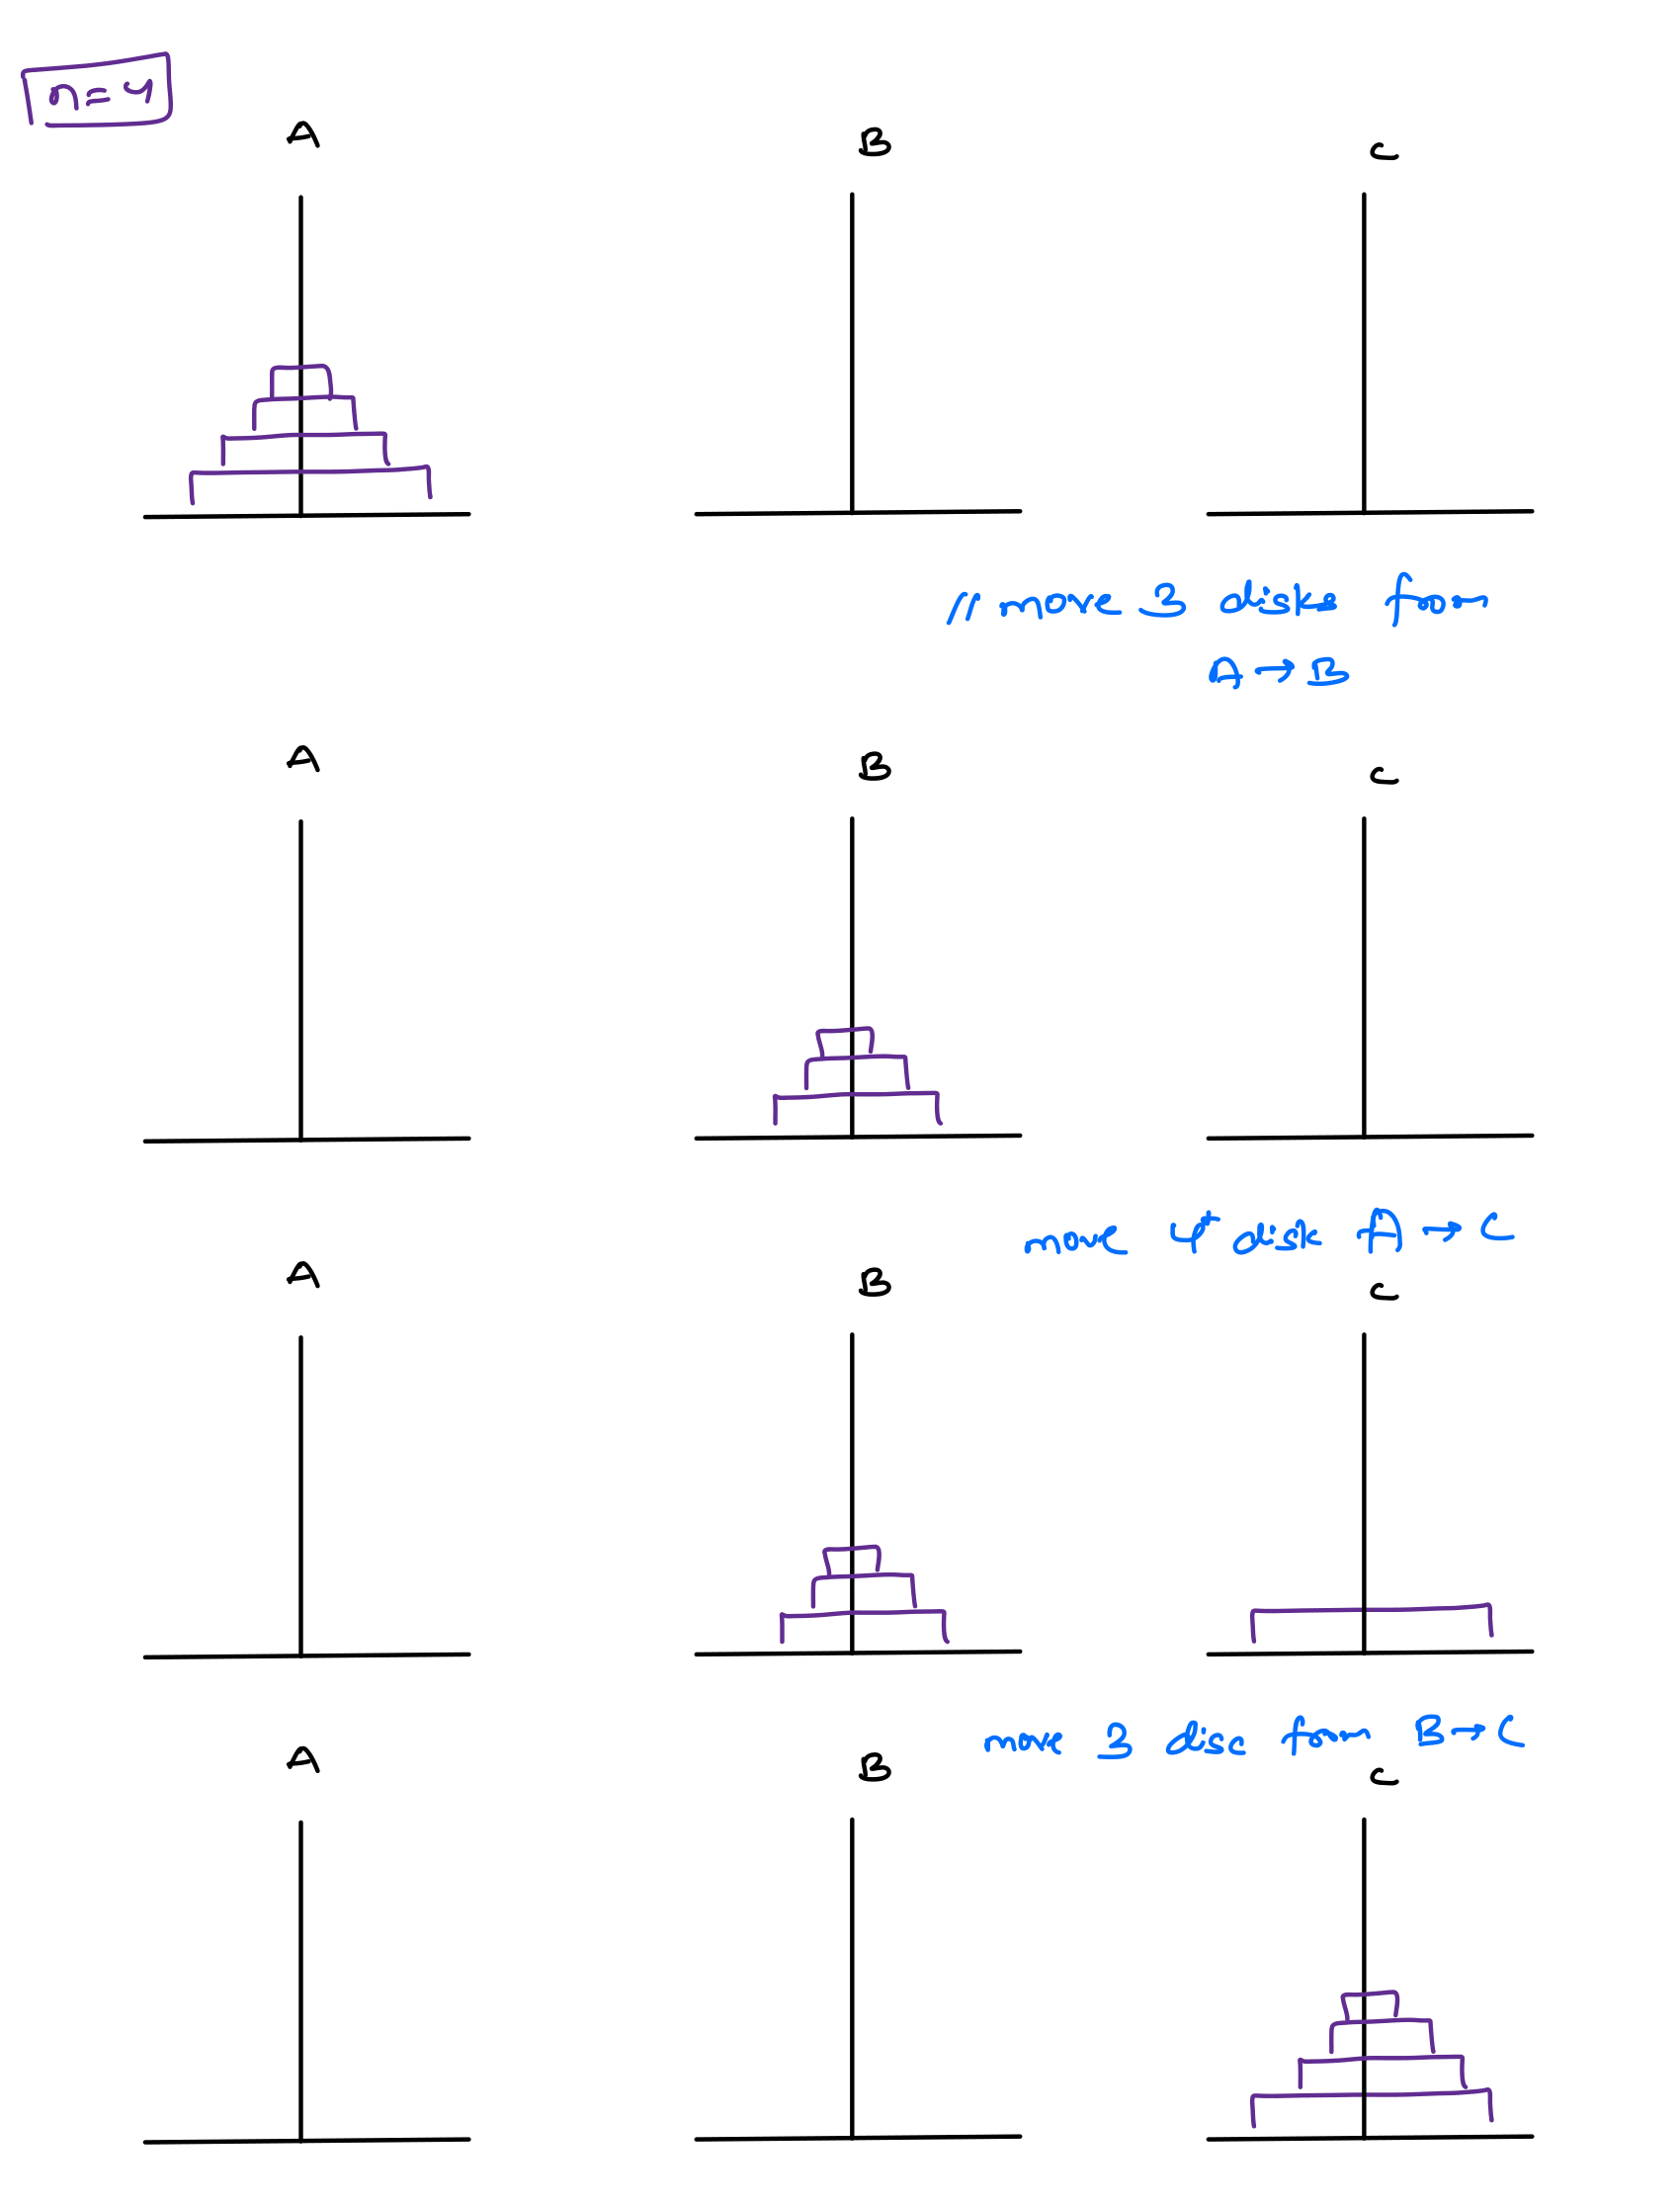 n=4
A B C
// move 3 disks from
A → B
A B C
move 4th disk A → C
A B C
move 3 disc from B → C
A B C